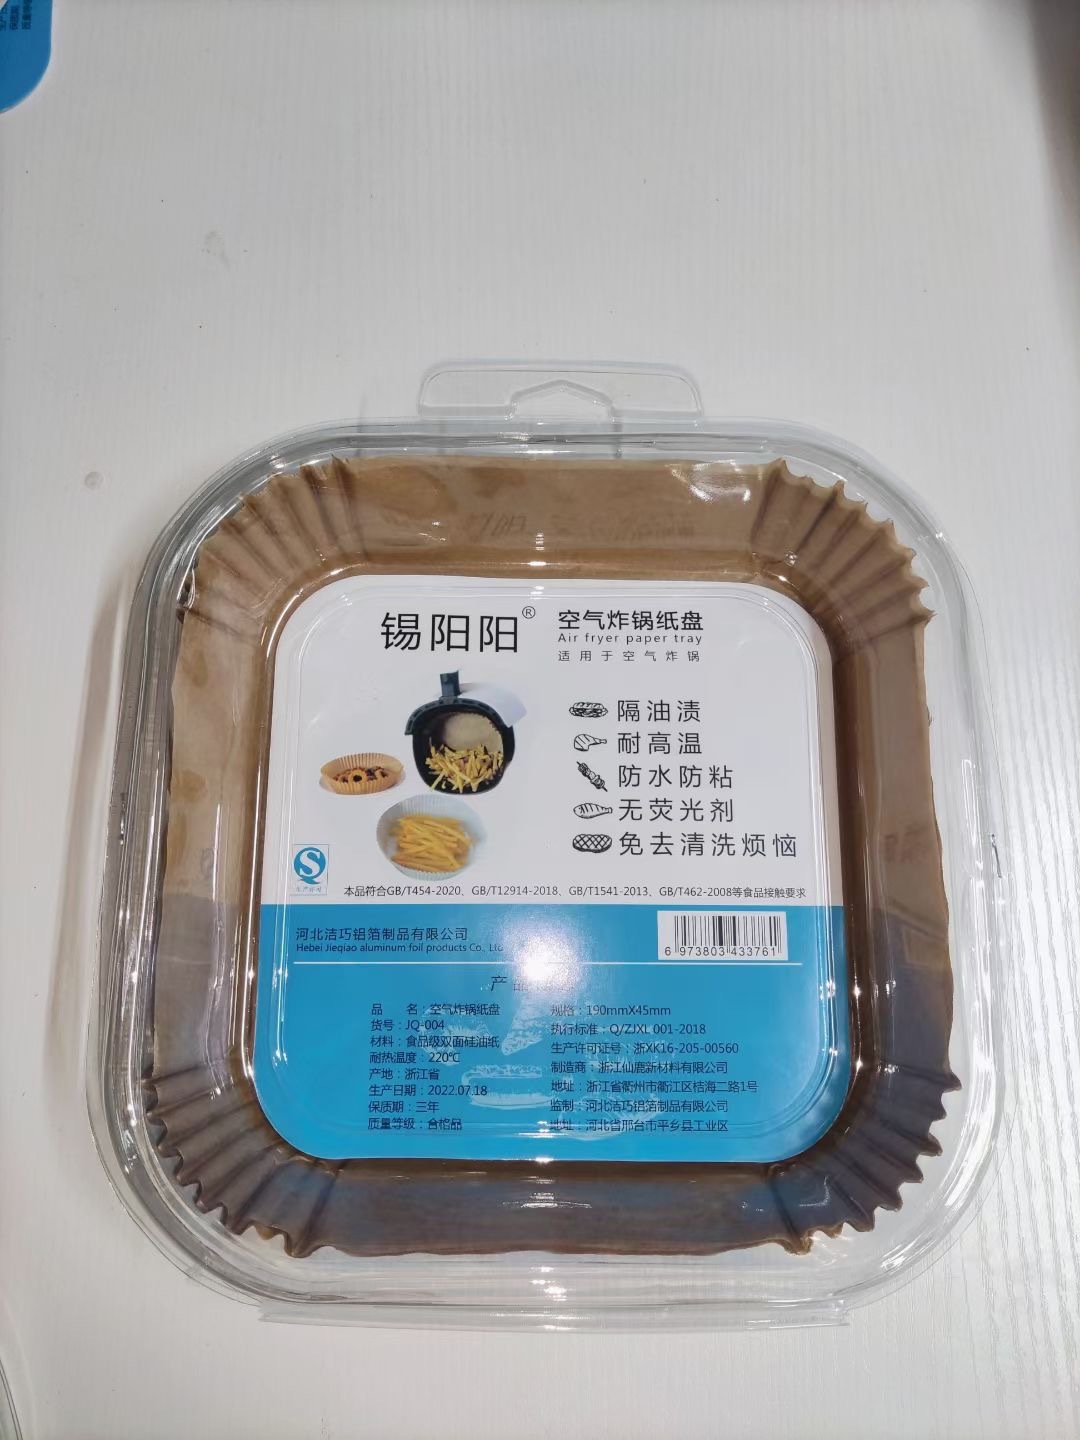 锡阳阳®
空气炸锅纸盘
Air fryer paper tray
适用于空气炸锅
隔油渍
耐高温
防水防粘
无荧光剂
免去清洗烦恼
本品符合GB/T454-2020、GB/T12914-2018、GB/T1541-2013、GB/T462-2008等食品接触要求
河北洁巧铝箔制品有限公司
Hebei Jieqiao aluminum foil products Co., Ltd
6 973803 433761
产品
品 名：空气炸锅纸盘
货号：JQ-004
材料：食品级双面硅油纸
耐热温度：220℃
产地：浙江省
生产日期：2022.07.18
保质期：三年
质量等级：合格品
规格：190mmX45mm
执行标准：Q/ZJXL 001-2018
生产许可证号：浙XK16-205-00560
制造商：浙江仙鹿新材料有限公司
地址：浙江省衢州市衢江区桔海二路1号
监制：河北洁巧铝箔制品有限公司
地址：河北省邢台市平乡县工业区